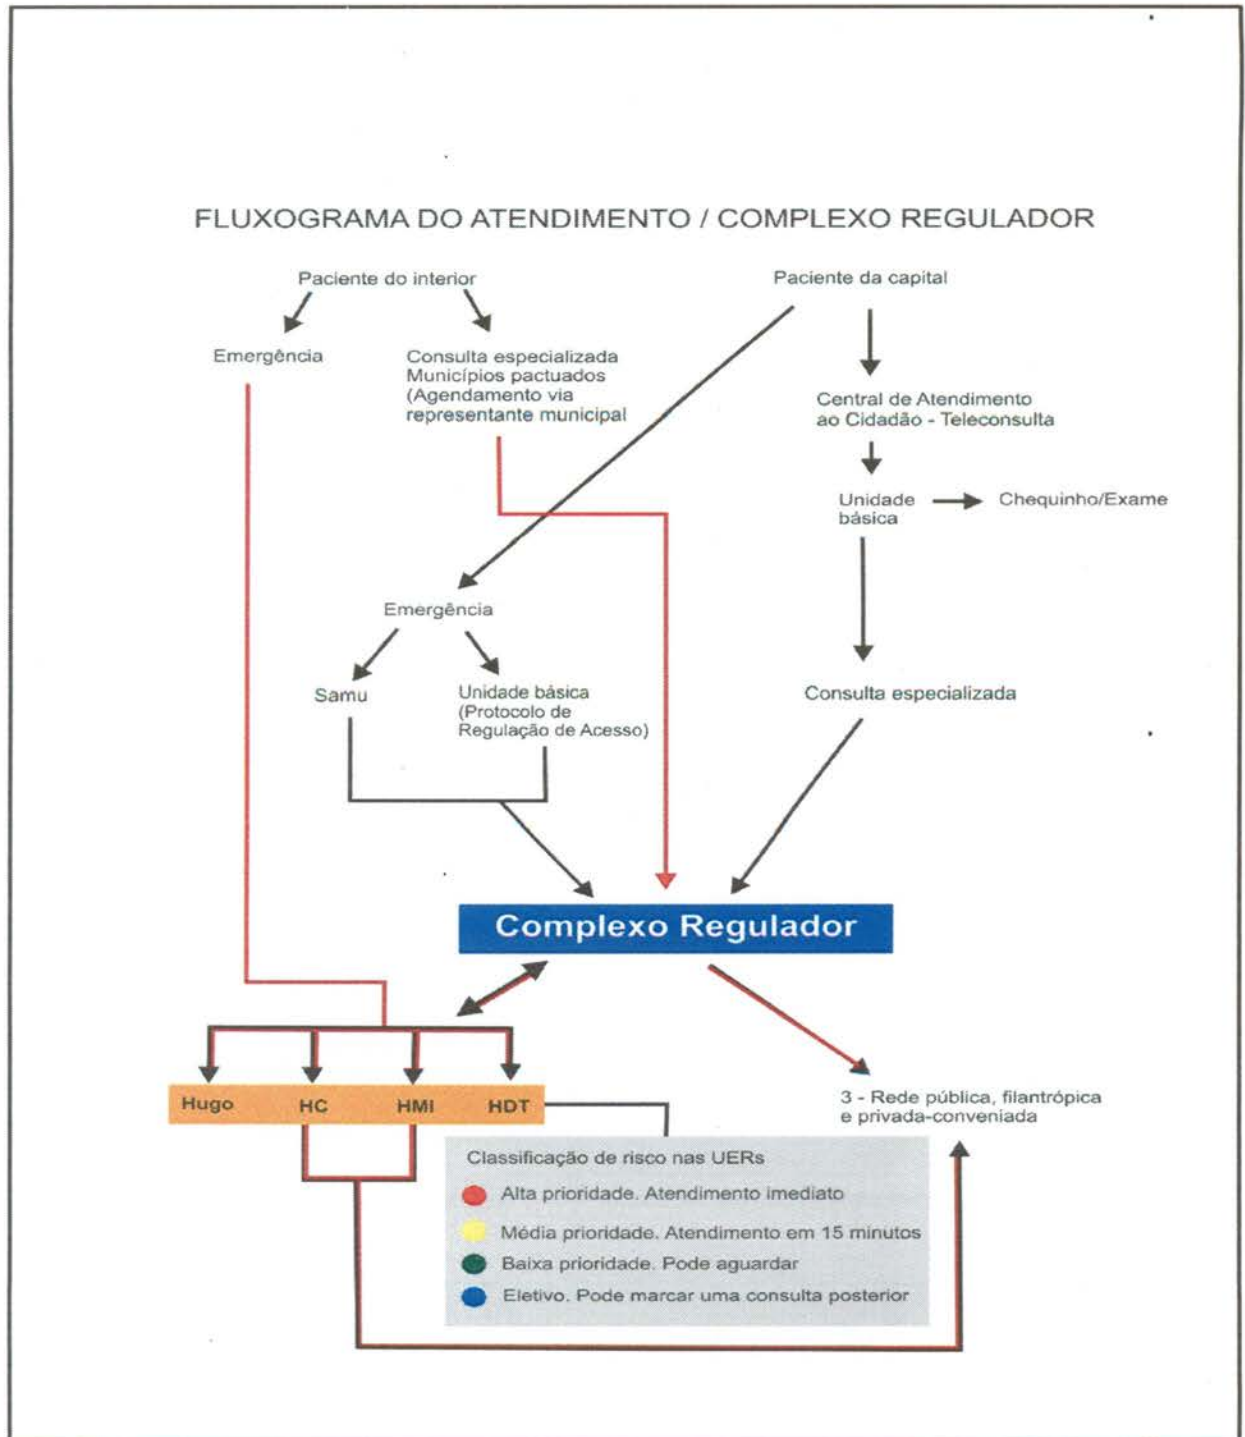 FLUXOGRAMA DO ATENDIMENTO / COMPLEXO REGULADOR
Paciente do interior
Paciente da capital
Emergência
Consulta especializada
Municípios pactuados
(Agendamento via
representante municipal
Central de Atendimento
ao Cidadão - Teleconsulta
Unidade
básica
Chequinho/Exame
Emergência
Samu
Unidade básica
(Protocolo de
Regulação de Acesso)
Consulta especializada
Complexo Regulador
Hugo HC HMI HDT
3 - Rede pública, filantrópica
e privada-conveniada
Classificação de risco nas UERs
Alta prioridade. Atendimento imediato
Média prioridade. Atendimento em 15 minutos
Baixa prioridade. Pode aguardar
Eletivo. Pode marcar uma consulta posterior